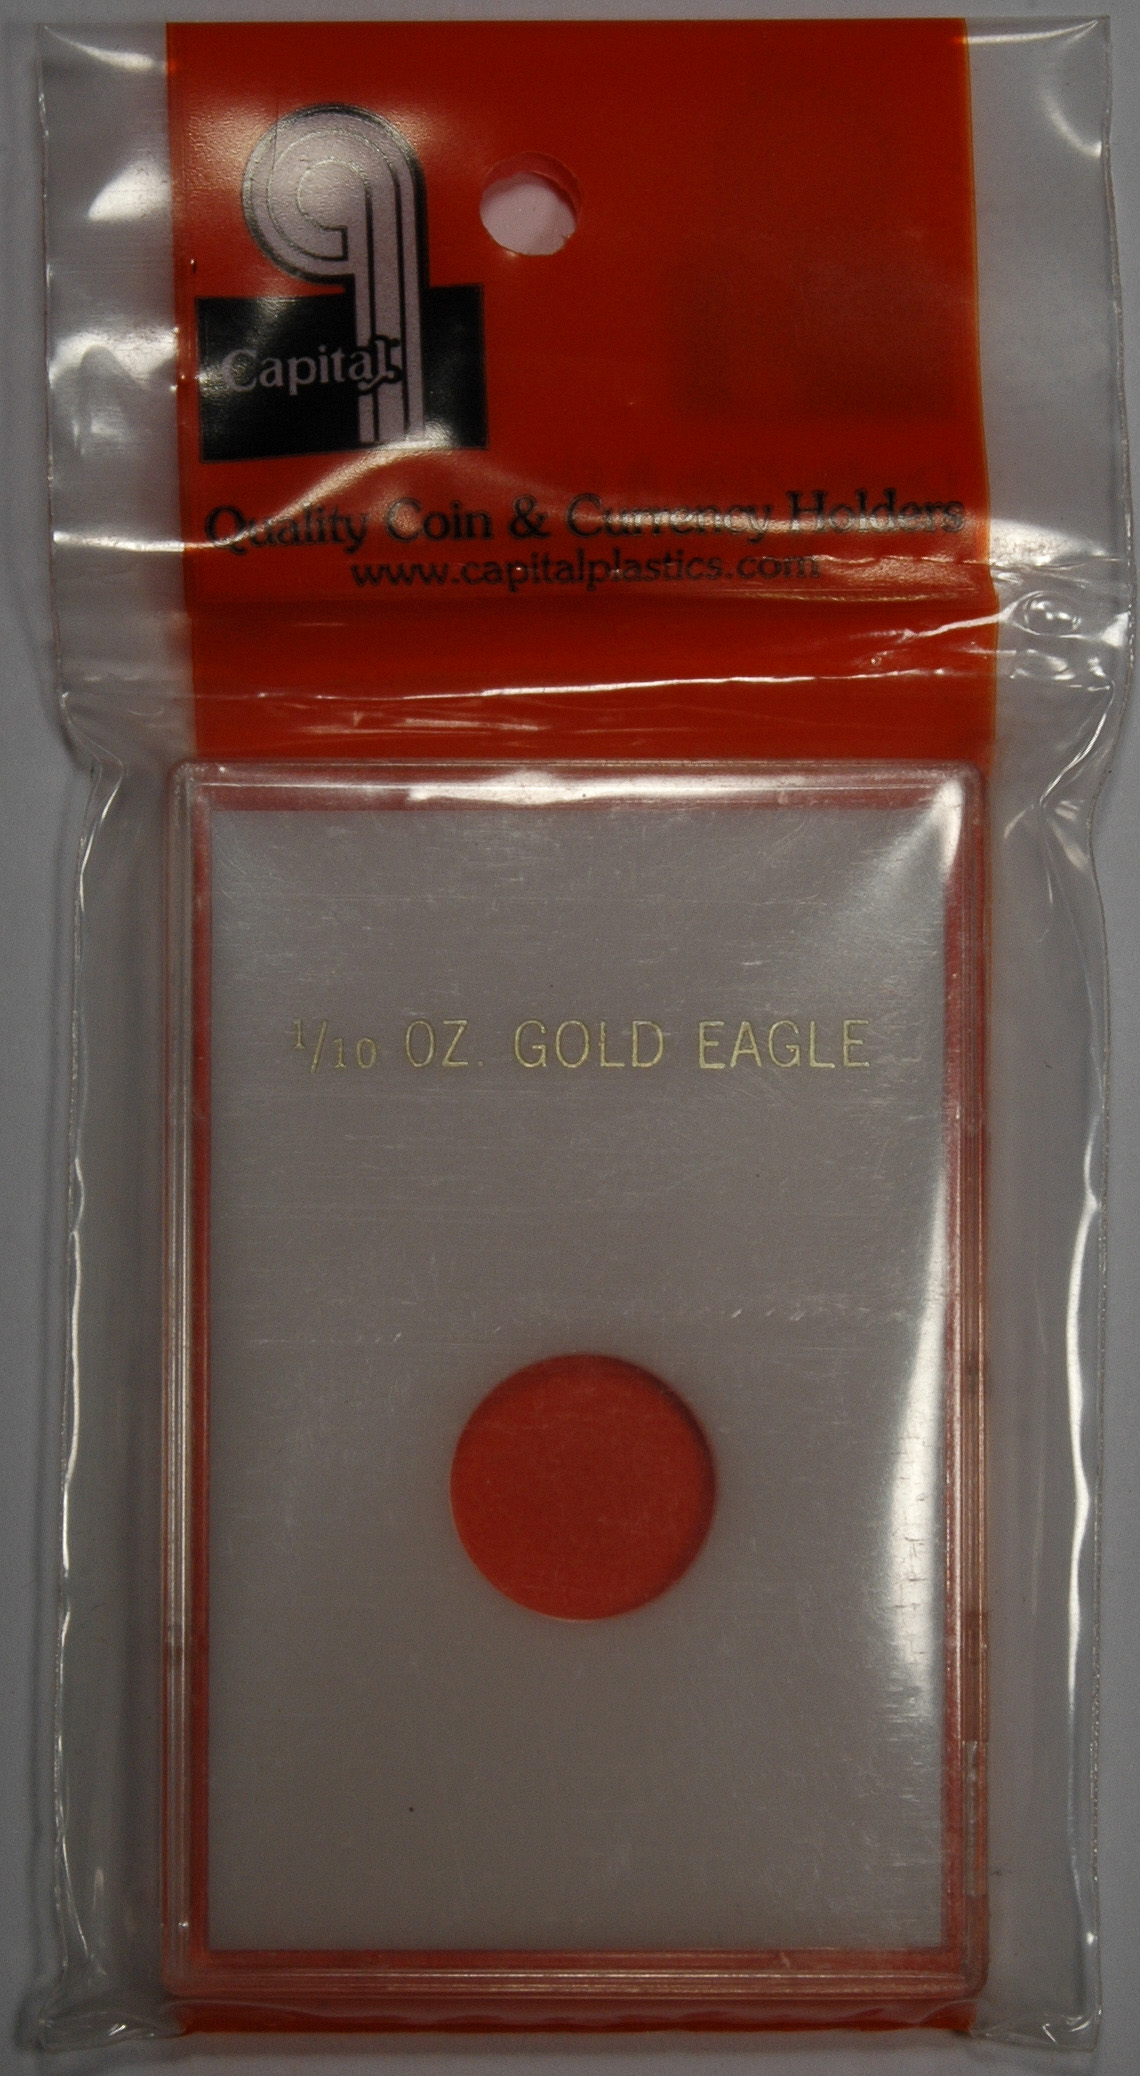 Capital
Quality Coin & Currency Holders
www.capitalplastics.com
1/10 OZ. GOLD EAGLE